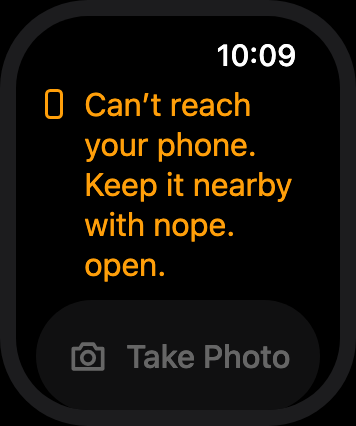 10:09
Can’t reach
your phone.
Keep it nearby
with nope.
open.
Take Photo